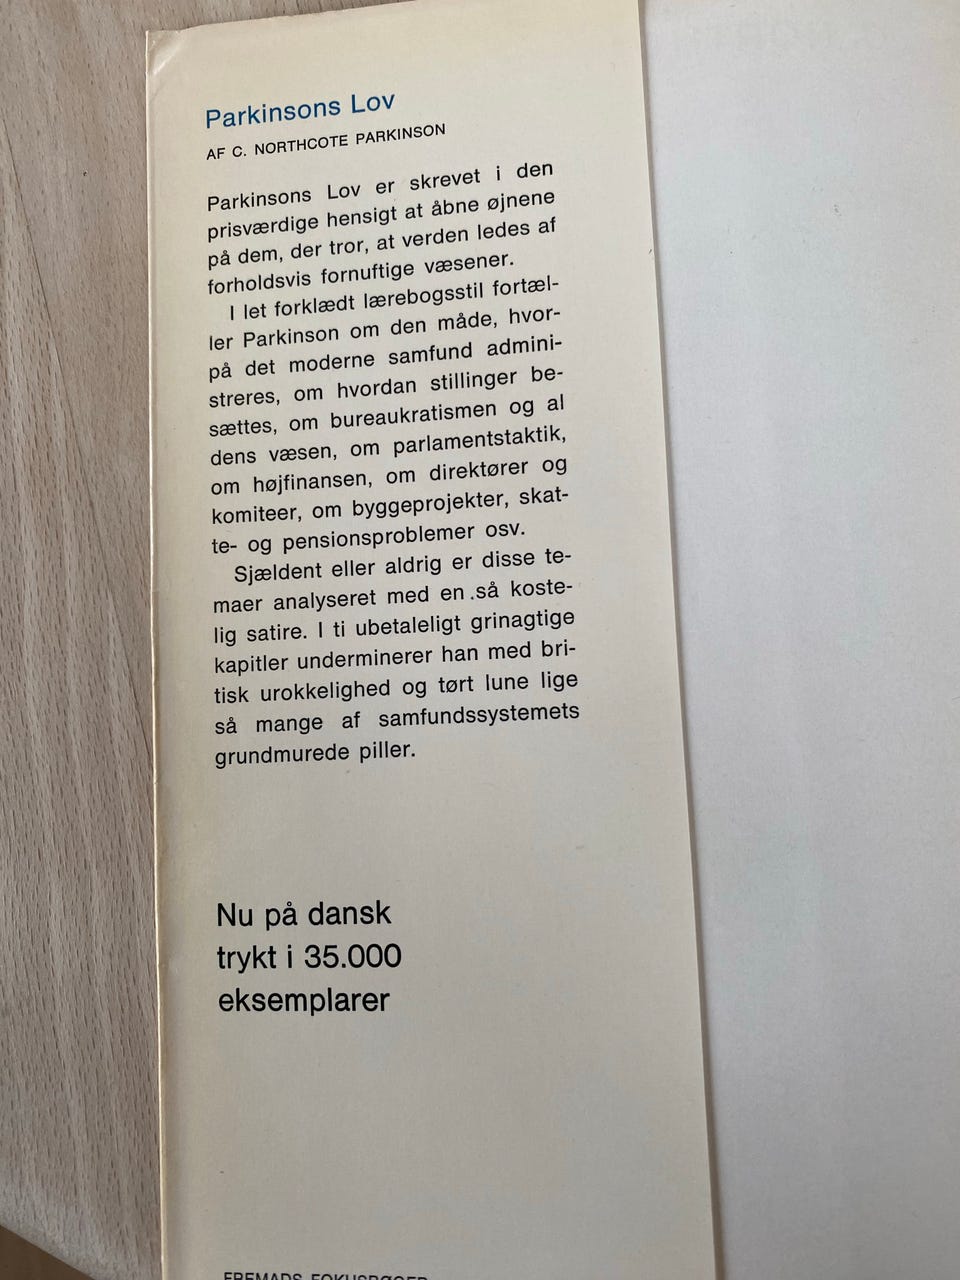 Parkinsons Lov
AF C. NORTHCOTE PARKINSON
Parkinsons Lov er skrevet i den
prisværdige hensigt at åbne øjnene
på dem, der tror, at verden ledes af
forholdsvis fornuftige væsener.
I let forklædt lærebogsstil fortæl-
ler Parkinson om den måde, hvor-
på det moderne samfund admini-
streres, om hvordan stillinger be-
sættes, om bureaukratismen og al
dens væsen, om parlamentstaktik,
om højfinansen, om direktører og
komiteer, om byggeprojekter, skat-
te- og pensionsproblemer osv.
Sjældent eller aldrig er disse te-
maer analyseret med en så koste-
lig satire. I ti ubetaleligt grinagtige
kapitler underminerer han med bri-
tisk urokkelighed og tørt lune lige
så mange af samfundssystemets
grundmurede piller.
Nu på dansk
trykt i 35.000
eksemplarer
FREMADS FOKUSBØGER